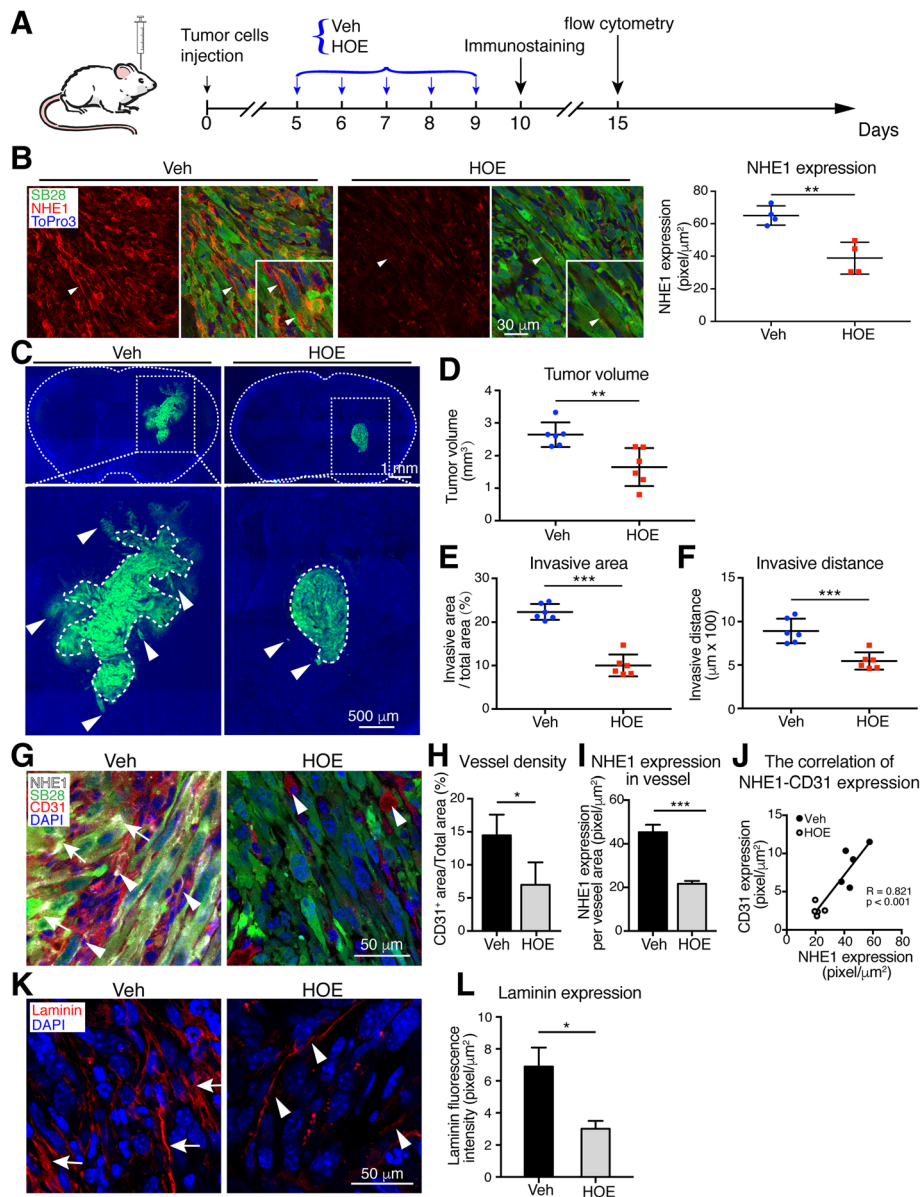 A
Tumor cells
injection
Veh
HOE
Immunostaining
flow cytometry
0
5
6
7
8
9
10
15
Days
B
Veh
HOE
SB28
NHE1
ToPro3
30 μm
NHE1 expression
**
NHE1 expression
(pixel/μm²)
80
60
40
20
0
Veh
HOE
C
Veh
HOE
1 mm
500 μm
D
Tumor volume
**
Tumor volume
(mm³)
4
3
2
1
0
Veh
HOE
E
Invasive area
***
Invasive area
/ total area (%)
30
20
10
0
Veh
HOE
F
Invasive distance
***
Invasive distance
(μm x 100)
15
10
5
0
Veh
HOE
G
Veh
HOE
NHE1
SB28
CD31
DAPI
50 μm
H
Vessel density
*
CD31⁺ area/Total area (%)
20
15
10
5
0
Veh
HOE
I
NHE1 expression
in vessel
***
NHE1 expression
per vessel area (pixel/μm²)
60
40
20
0
Veh
HOE
J
The correlation of
NHE1-CD31 expression
Veh
HOE
CD31 expression
(pixel/μm²)
15
10
5
0
R = 0.821
p < 0.001
0
20
40
60
80
NHE1 expression
(pixel/μm²)
K
Veh
HOE
Laminin
DAPI
50 μm
L
Laminin expression
*
Laminin fluorescence
intensity (pixel/μm²)
10
8
6
4
2
0
Veh
HOE